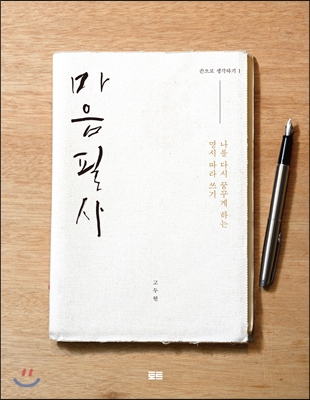 마음필사
손으로 생각하기 1
나를 다시 꿈꾸게 하는
명시 따라 쓰기
고두현
토트